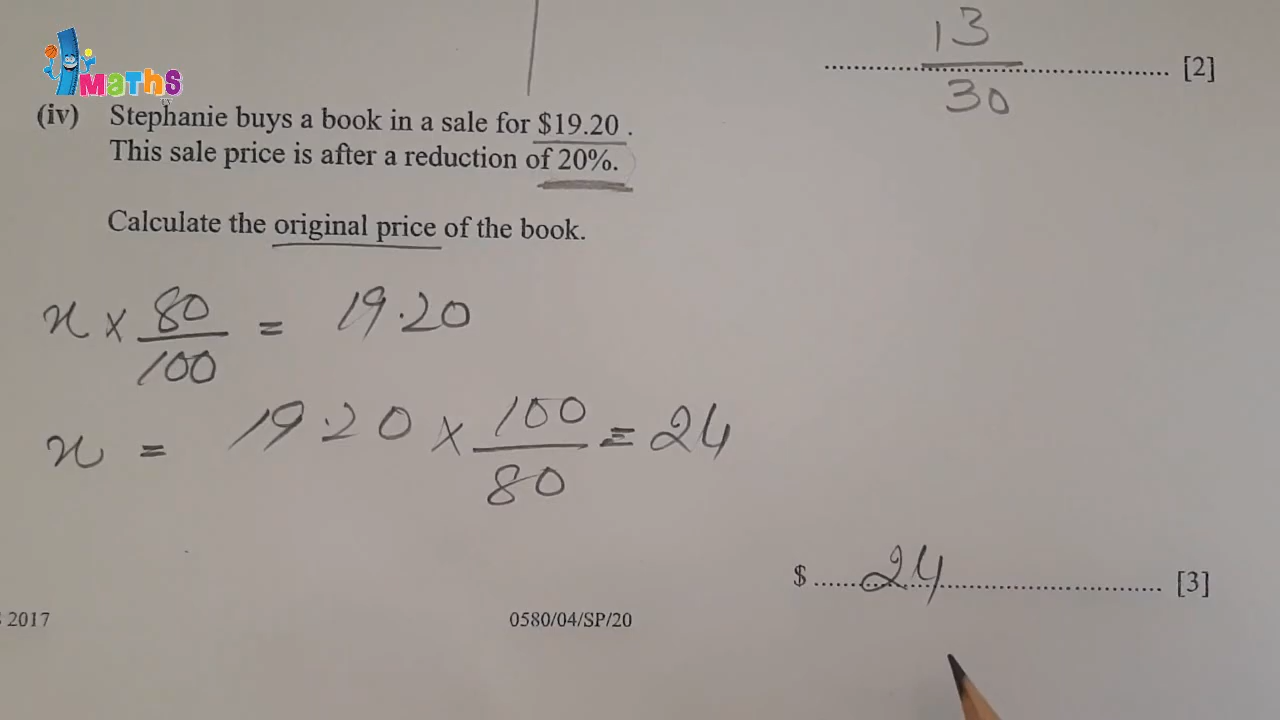 1 Maths
13
30
[2]
(iv) Stephanie buys a book in a sale for $19.20 .
This sale price is after a reduction of 20%.
Calculate the original price of the book.
x × 80/100 = 19.20
x = 19.20 × 100/80 = 24
$ 24 [3]
2017 0580/04/SP/20